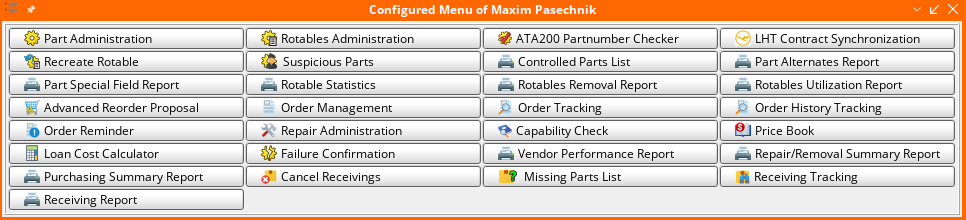 Configured Menu of Maxim Pasechnik
Part Administration
Rotables Administration
ATA200 Partnumber Checker
LHT Contract Synchronization
Recreate Rotable
Suspicious Parts
Controlled Parts List
Part Alternates Report
Part Special Field Report
Rotable Statistics
Rotables Removal Report
Rotables Utilization Report
Advanced Reorder Proposal
Order Management
Order Tracking
Order History Tracking
Order Reminder
Repair Administration
Capability Check
Price Book
Loan Cost Calculator
Failure Confirmation
Vendor Performance Report
Repair/Removal Summary Report
Purchasing Summary Report
Cancel Receivings
Missing Parts List
Receiving Tracking
Receiving Report